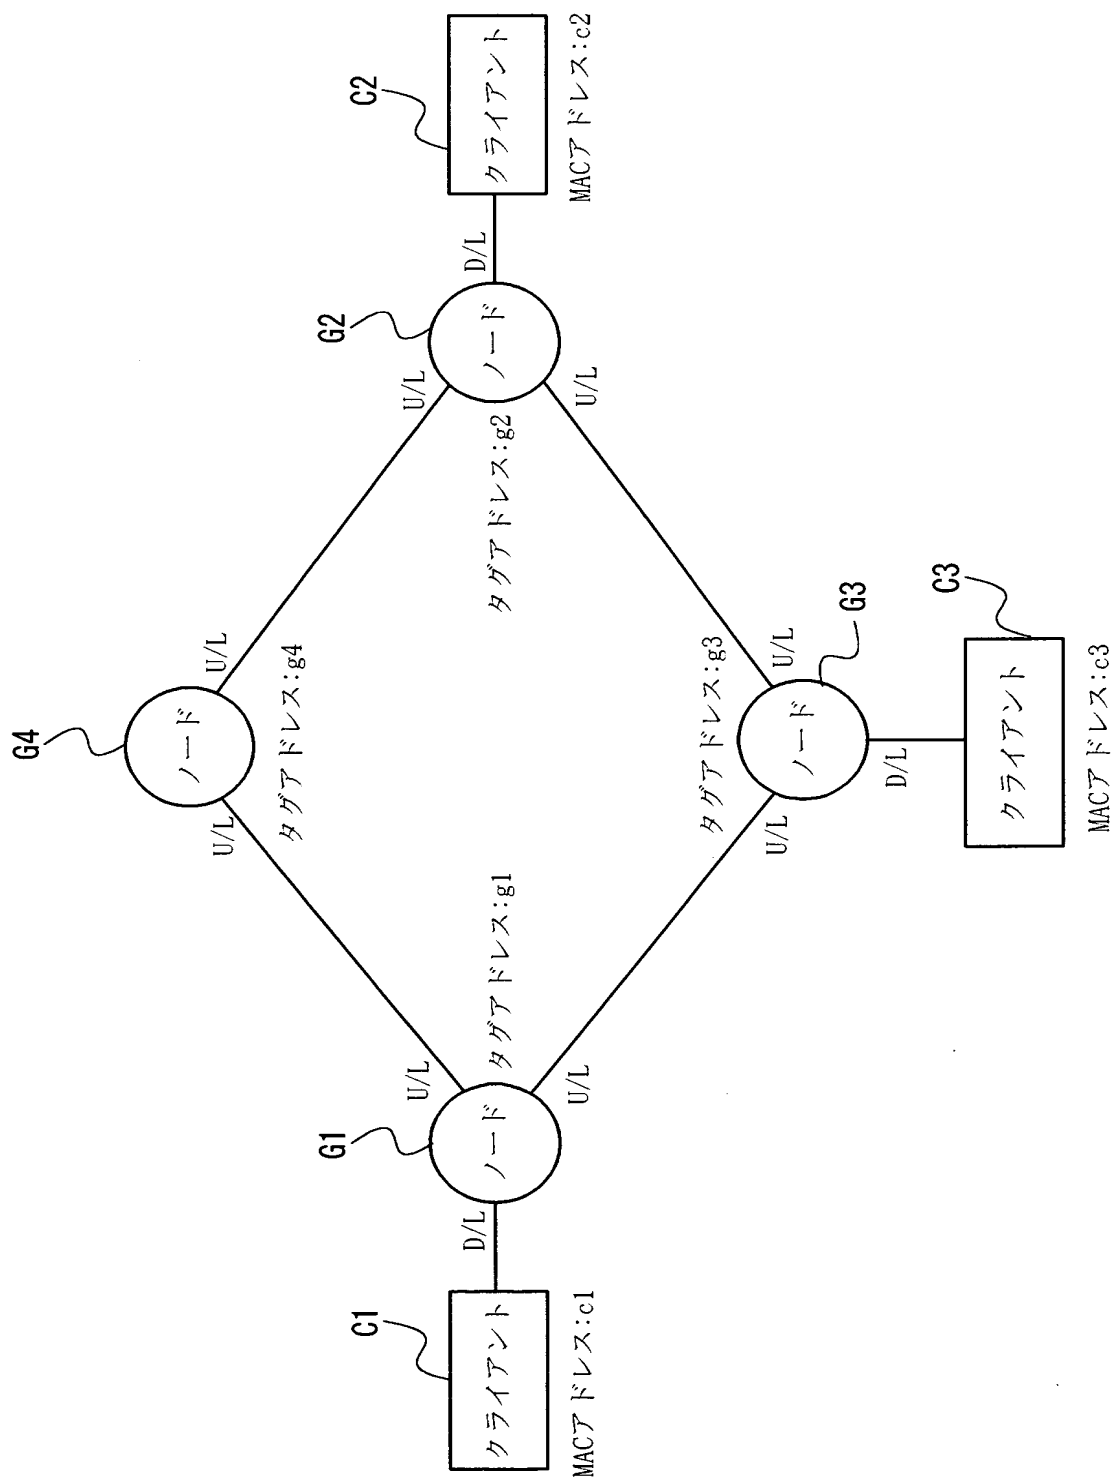 G4
ノード
U/L
U/L
タグアドレス:g4
G1
G2
C1
C2
U/L
U/L
クライアント
D/L
ノード
タグアドレス:g1
タグアドレス:g2
ノード
D/L
クライアント
MACアドレス:c1
U/L
U/L
MACアドレス:c2
タグアドレス:g3
U/L
U/L
ノード
G3
D/L
C3
クライアント
MACアドレス:c3